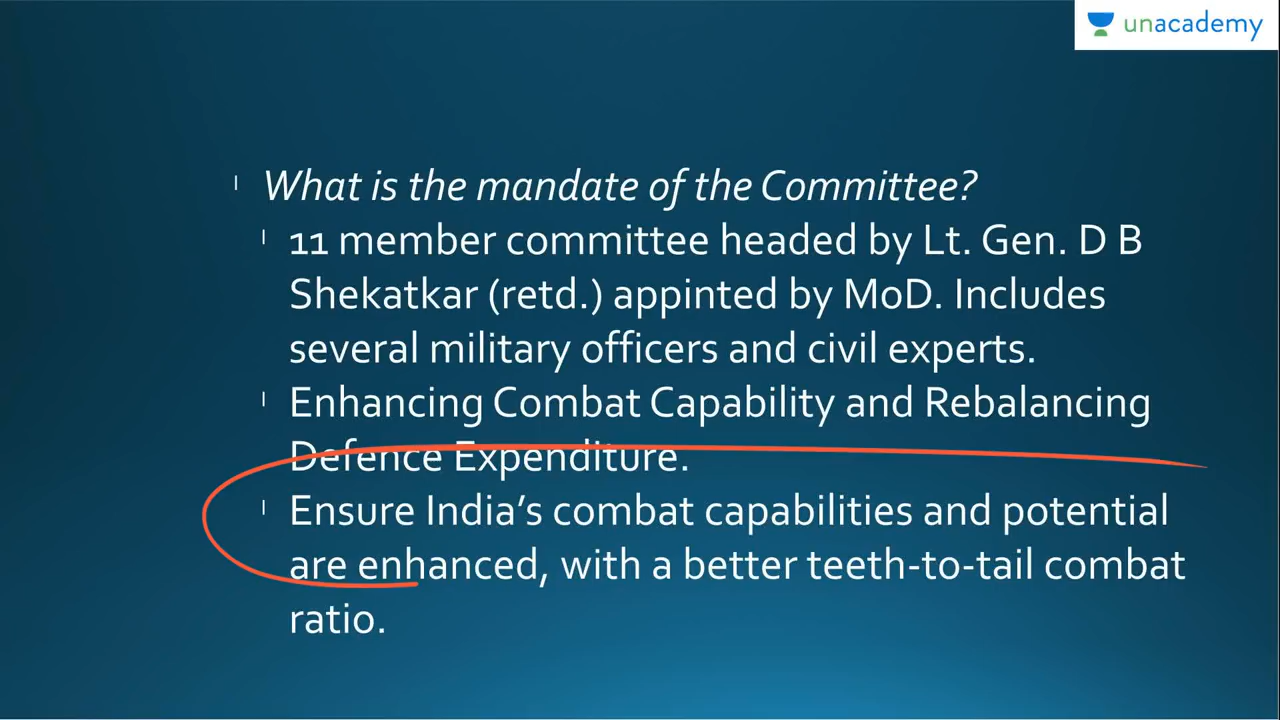 unacademy
What is the mandate of the Committee?
11 member committee headed by Lt. Gen. D B
Shekatkar (retd.) appinted by MoD. Includes
several military officers and civil experts.
Enhancing Combat Capability and Rebalancing
Defence Expenditure.
Ensure India’s combat capabilities and potential
are enhanced, with a better teeth-to-tail combat
ratio.